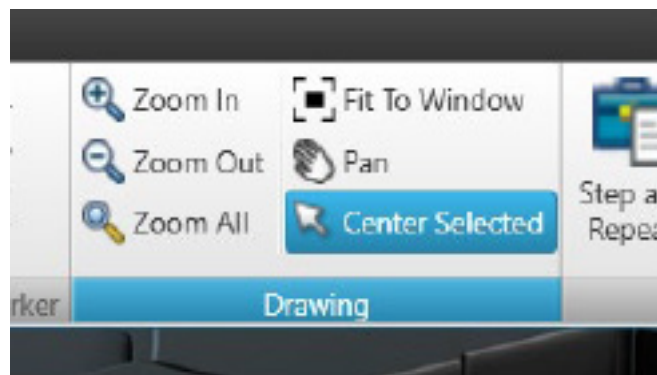 Zoom In
Fit To Window
Zoom Out
Pan
Zoom All
Center Selected
Step a
Repea
rker
Drawing